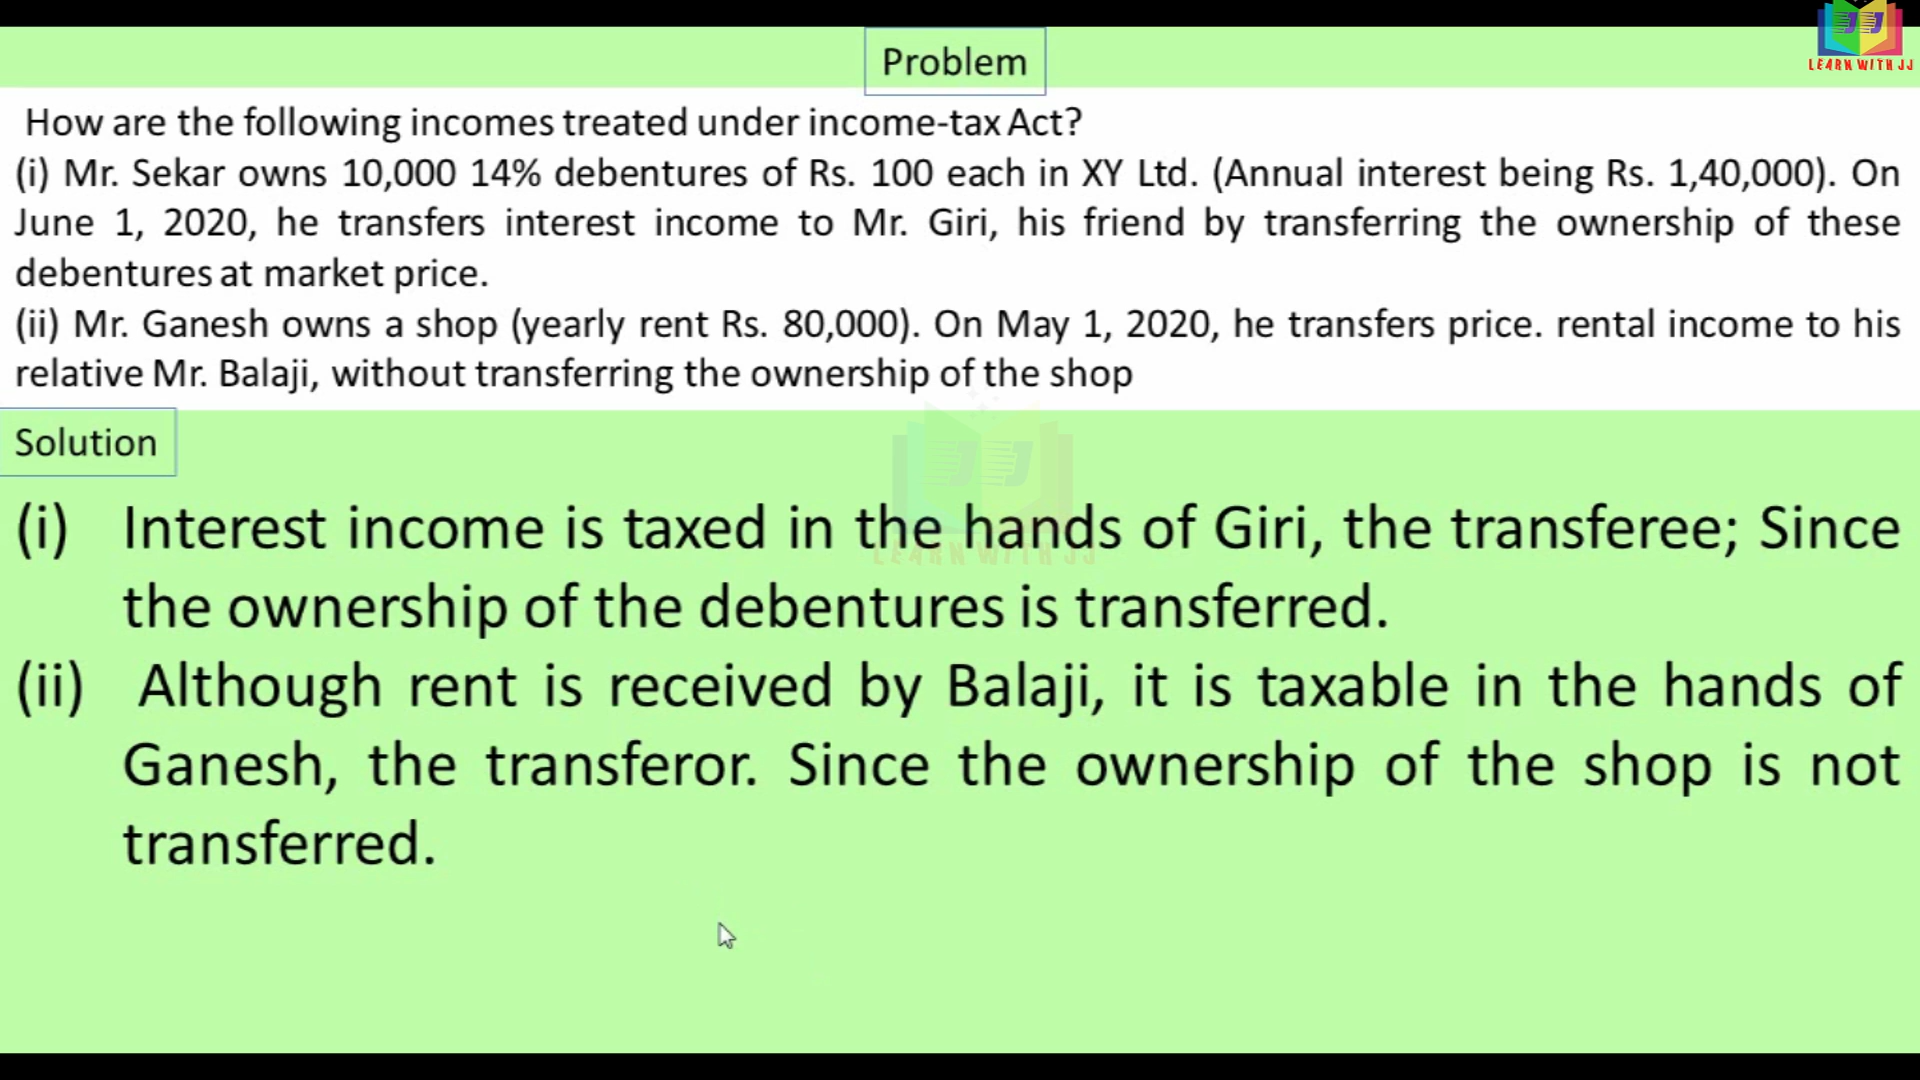 Problem
LEARN WITH JJ
How are the following incomes treated under income-tax Act?
(i) Mr. Sekar owns 10,000 14% debentures of Rs. 100 each in XY Ltd. (Annual interest being Rs. 1,40,000). On
June 1, 2020, he transfers interest income to Mr. Giri, his friend by transferring the ownership of these
debentures at market price.
(ii) Mr. Ganesh owns a shop (yearly rent Rs. 80,000). On May 1, 2020, he transfers price. rental income to his
relative Mr. Balaji, without transferring the ownership of the shop
Solution
(i) Interest income is taxed in the hands of Giri, the transferee; Since
the ownership of the debentures is transferred.
LEARN WITH JJ
(ii) Although rent is received by Balaji, it is taxable in the hands of
Ganesh, the transferor. Since the ownership of the shop is not
transferred.